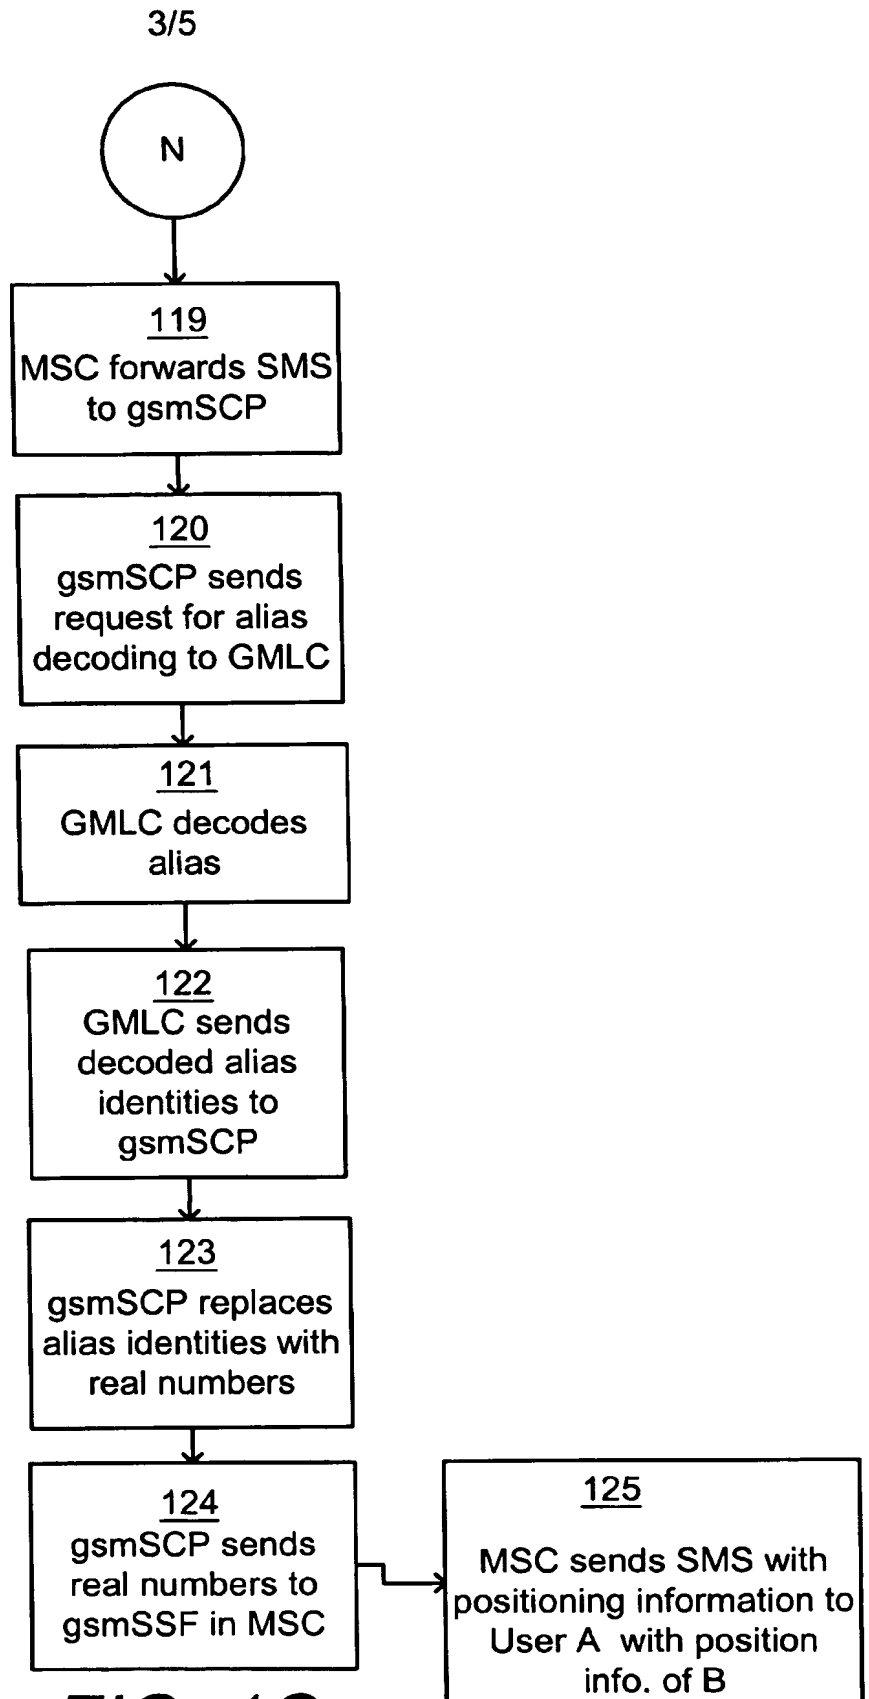 3/5
N
119
MSC forwards SMS
to gsmSCP
120
gsmSCP sends
request for alias
decoding to GMLC
121
GMLC decodes
alias
122
GMLC sends
decoded alias
identities to
gsmSCP
123
gsmSCP replaces
alias identities with
real numbers
124
gsmSCP sends
real numbers to
gsmSSF in MSC
125
MSC sends SMS with
positioning information to
User A with position
info. of B